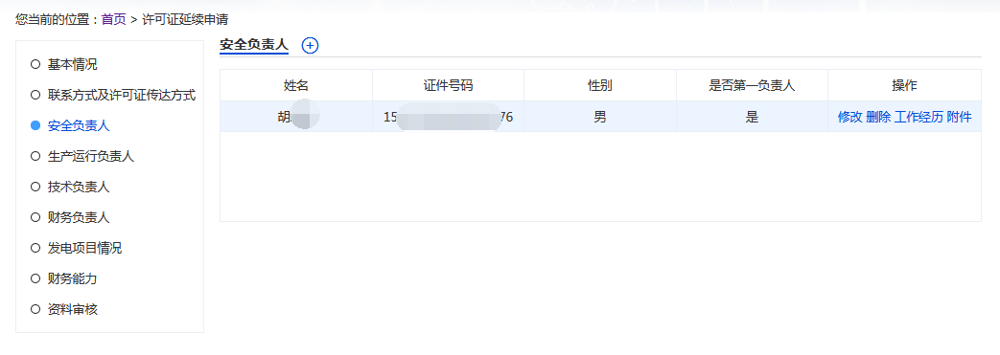 您当前的位置：首页 > 许可证延续申请
基本情况
联系方式及许可证传达方式
安全负责人
生产运行负责人
技术负责人
财务负责人
发电项目情况
财务能力
资料审核
安全负责人
姓名 证件号码 性别 是否第一负责人 操作
胡 15 76 男 是 修改 删除 工作经历 附件